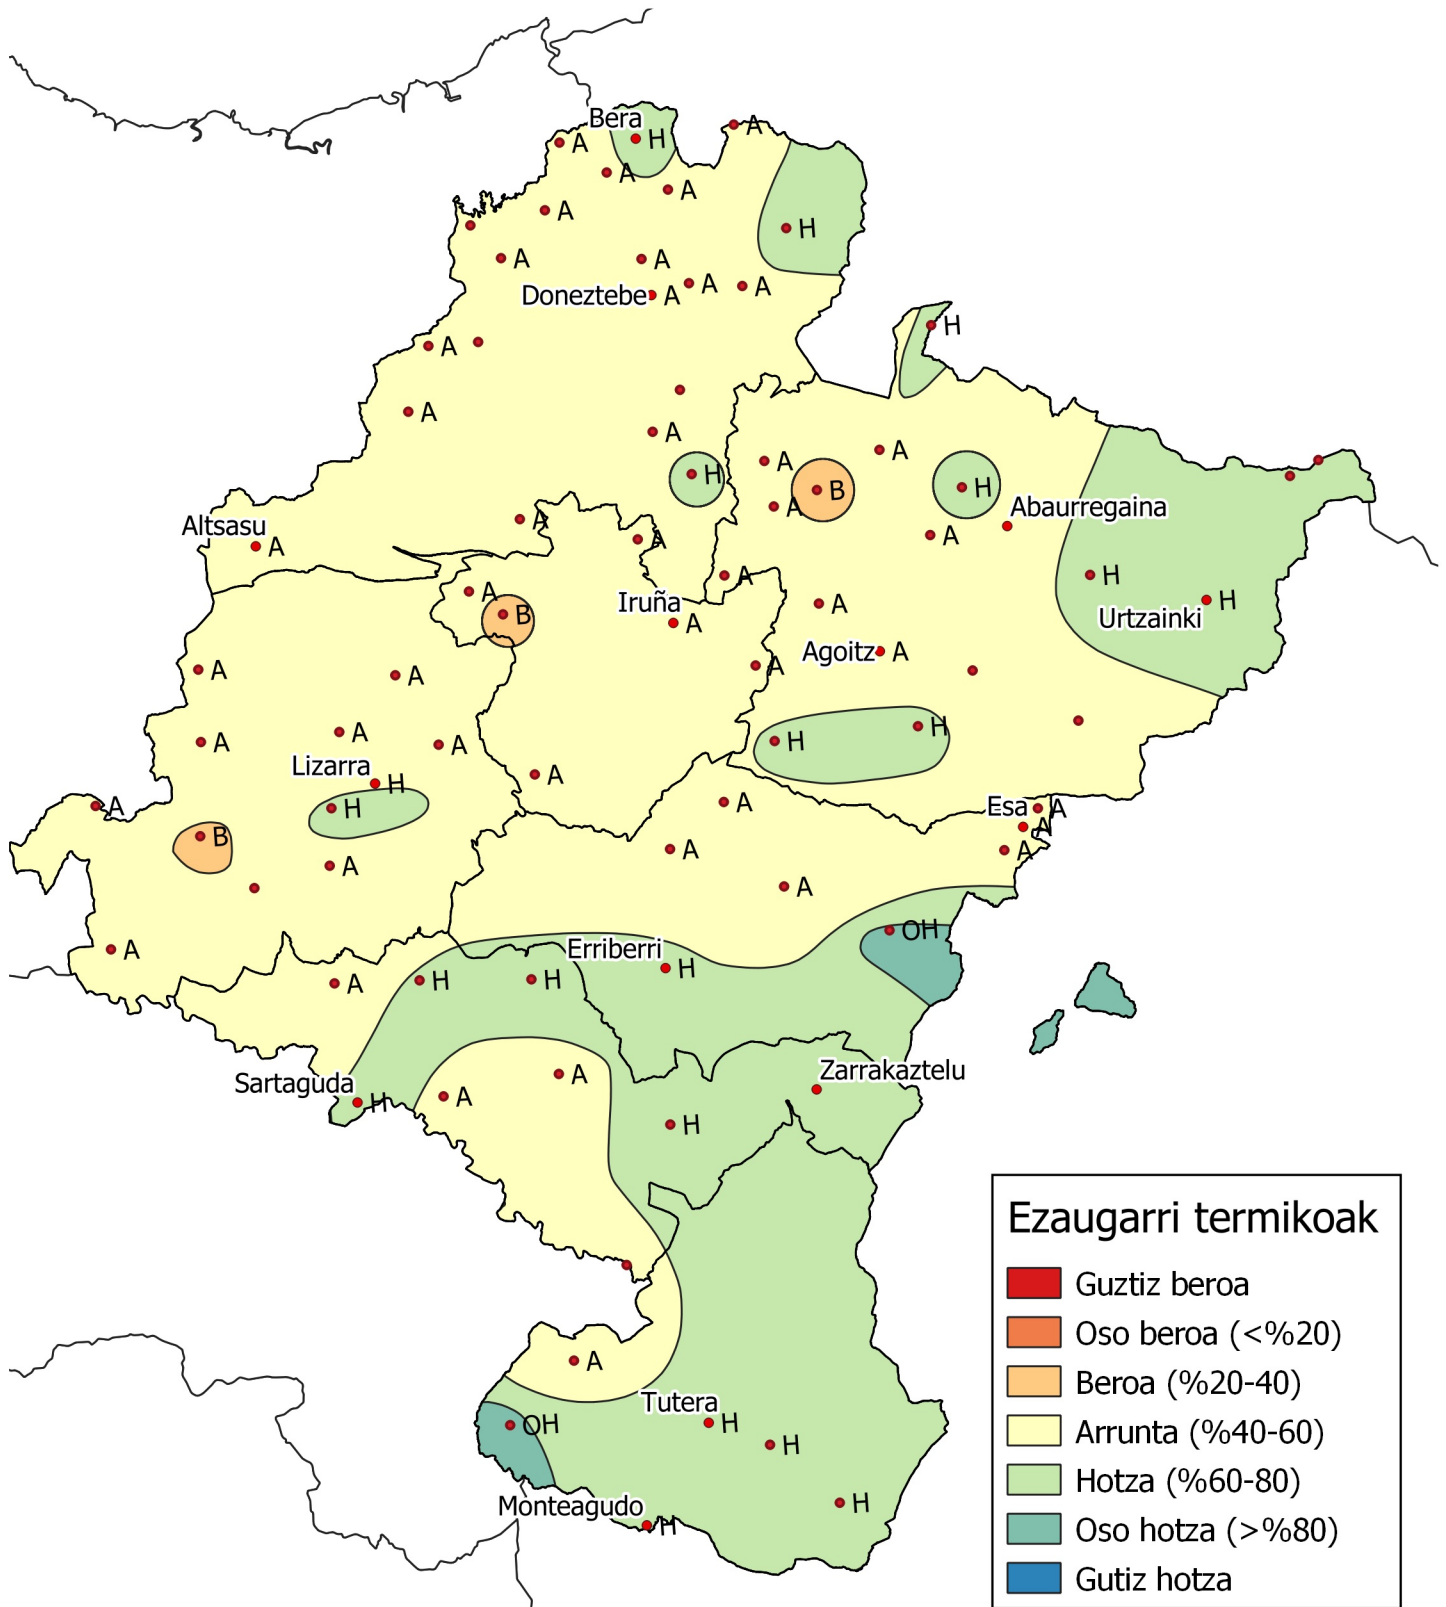 Bera
H
A
A
A
A
A
H
A
A
A
A
Doneztebe
A
H
A
A
A
A
A
H
A
B
H
A
Abaurregaina
Altsasu
A
A
A
A
A
H
Urtzainki
H
A
B
Iruña
A
A
Agoitz
A
A
A
A
A
A
A
H
H
Lizarra
H
H
A
A
Esa
A
A
A
B
A
A
A
A
OH
Erriberri
H
A
H
H
Zarrakaztelu
Sartaguda
H
A
A
H
A
OH
Tutera
H
H
H
Monteagudo
H
Ezaugarri termikoak
Guztiz beroa
Oso beroa (<%20)
Beroa (%20-40)
Arrunta (%40-60)
Hotza (%60-80)
Oso hotza (>%80)
Gutiz hotza